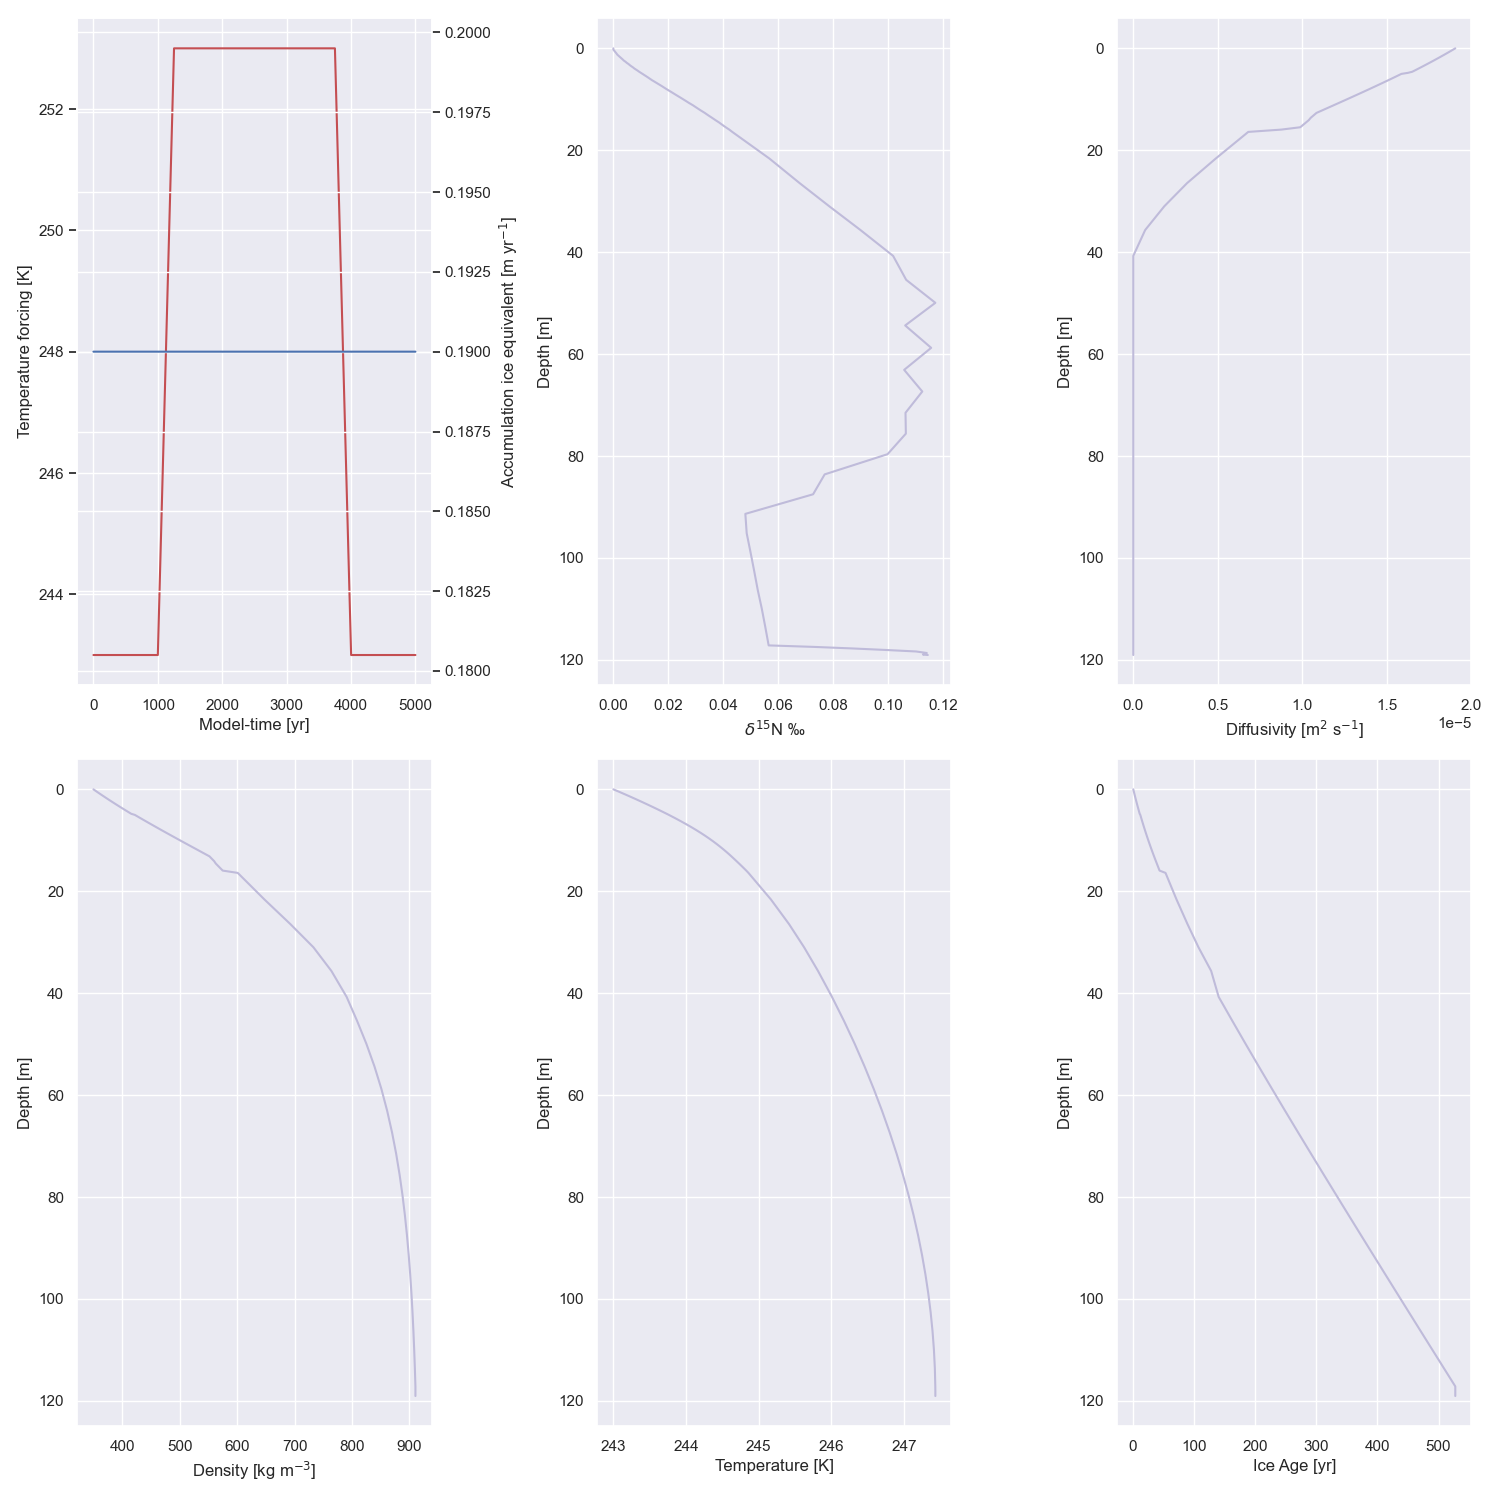 Temperature forcing [K]
252
250
248
246
244
0.2000
0.1975
0.1950
0.1925
0.1900
0.1875
0.1850
0.1825
0.1800
Accumulation ice equivalent [m yr⁻¹]
0 1000 2000 3000 4000 5000
Model-time [yr]
Depth [m]
0
20
40
60
80
100
120
0.00 0.02 0.04 0.06 0.08 0.10 0.12
δ¹⁵N ‰
Depth [m]
0
20
40
60
80
100
120
0.0 0.5 1.0 1.5 2.0
1e−5
Diffusivity [m² s⁻¹]
Depth [m]
0
20
40
60
80
100
120
400 500 600 700 800 900
Density [kg m⁻³]
Depth [m]
0
20
40
60
80
100
120
243 244 245 246 247
Temperature [K]
Depth [m]
0
20
40
60
80
100
120
0 100 200 300 400 500
Ice Age [yr]